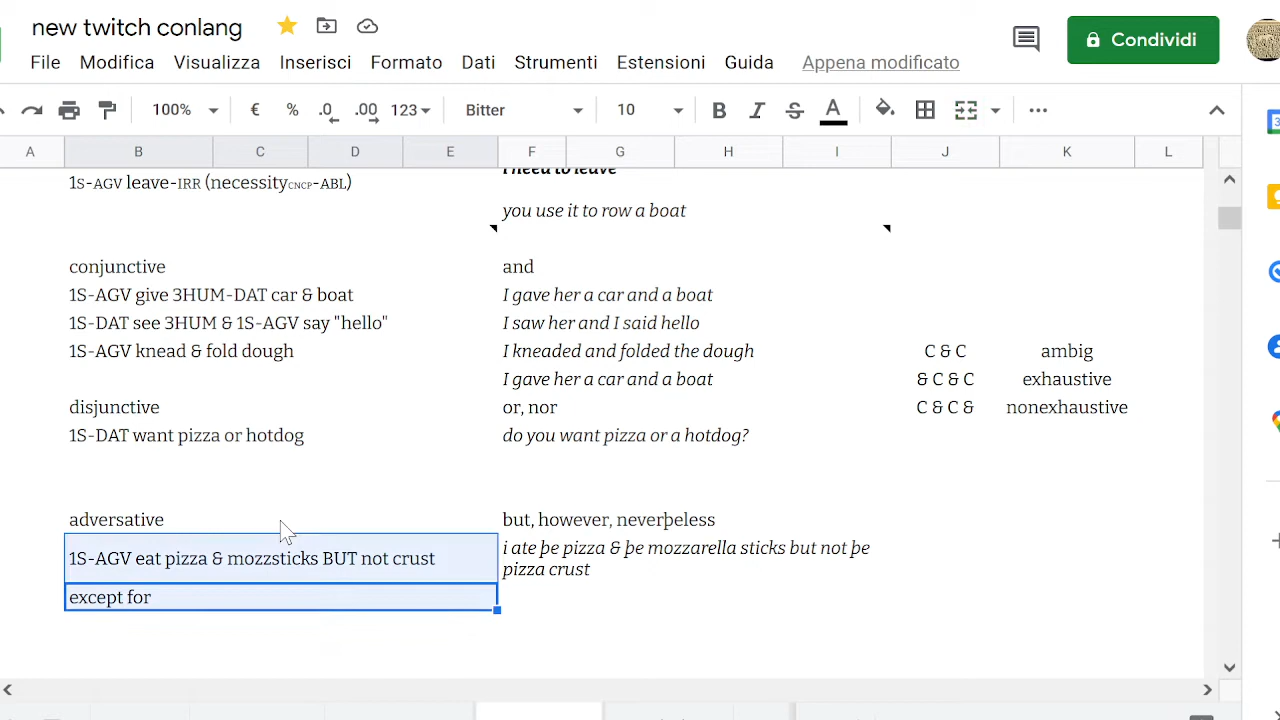 new twitch conlang
File Modifica Visualizza Inserisci Formato Dati Strumenti Estensioni Guida Appena modificato
Condividi
100% € % .0 .00 123 Bitter 10 B I S A
A B C D E F G H I J K L
1S-AGV leave-IRR (necessityCNCP-ABL) I need to leave
you use it to row a boat
conjunctive and
1S-AGV give 3HUM-DAT car & boat I gave her a car and a boat
1S-DAT see 3HUM & 1S-AGV say "hello" I saw her and I said hello
1S-AGV knead & fold dough I kneaded and folded the dough C & C ambig
I gave her a car and a boat & C & C exhaustive
disjunctive or, nor C & C & nonexhaustive
1S-DAT want pizza or hotdog do you want pizza or a hotdog?
adversative but, however, neverþeless
1S-AGV eat pizza & mozzsticks BUT not crust i ate þe pizza & þe mozzarella sticks but not þe
pizza crust
except for